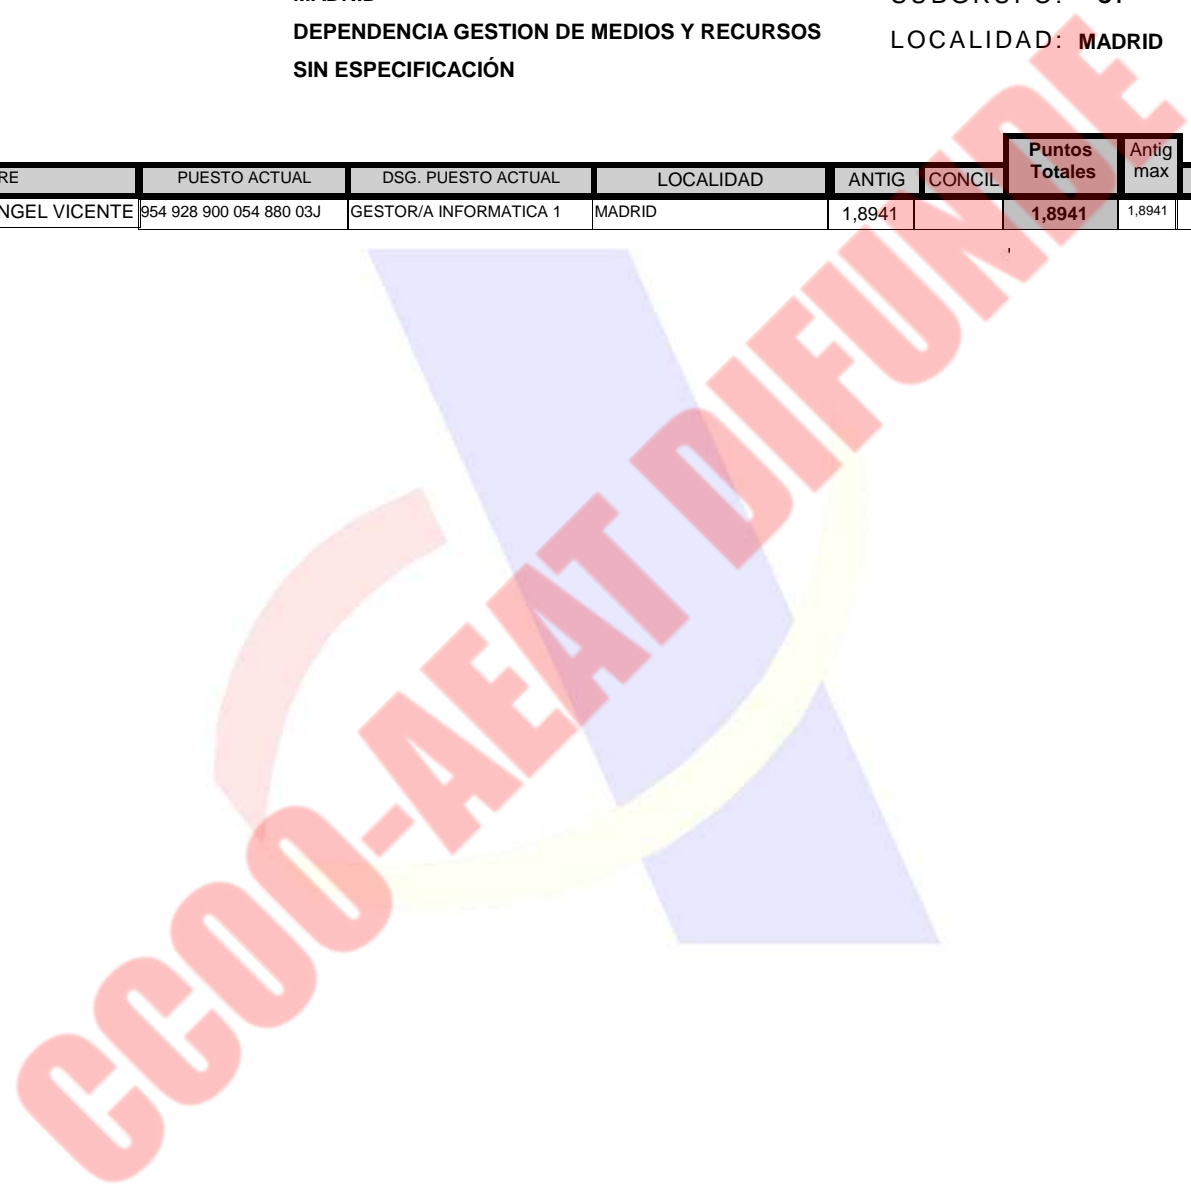 DEPENDENCIA GESTION DE MEDIOS Y RECURSOS
SIN ESPECIFICACIÓN
LOCALIDAD: MADRID
RE PUESTO ACTUAL DSG. PUESTO ACTUAL LOCALIDAD ANTIG CONCIL Puntos Totales Antig max
NGEL VICENTE 954 928 900 054 880 03J GESTOR/A INFORMATICA 1 MADRID 1,8941 1,8941 1,8941
CCOO-AEAT DIFUNDE